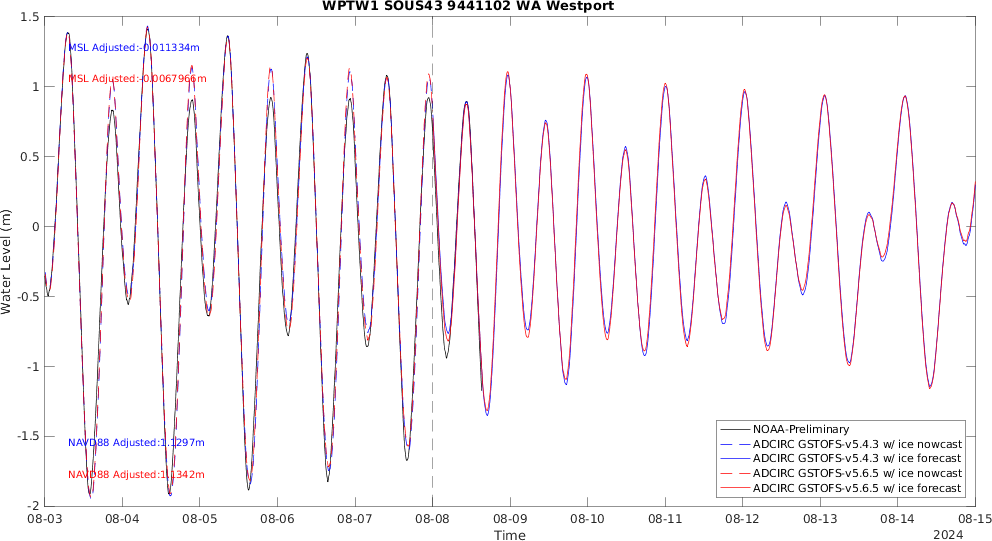 WPTW1 SOUS43 9441102 WA Westport
1.5
1
0.5
0
-0.5
-1
-1.5
-2
Water Level (m)
MSL Adjusted:-0.011334m
MSL Adjusted:-0.0067966m
NAVD88 Adjusted:1.1297m
NAVD88 Adjusted:1.1342m
NOAA-Preliminary
ADCIRC GSTOFS-v5.4.3 w/ ice nowcast
ADCIRC GSTOFS-v5.4.3 w/ ice forecast
ADCIRC GSTOFS-v5.6.5 w/ ice nowcast
ADCIRC GSTOFS-v5.6.5 w/ ice forecast
08-03 08-04 08-05 08-06 08-07 08-08 08-09 08-10 08-11 08-12 08-13 08-14 08-15
Time
2024